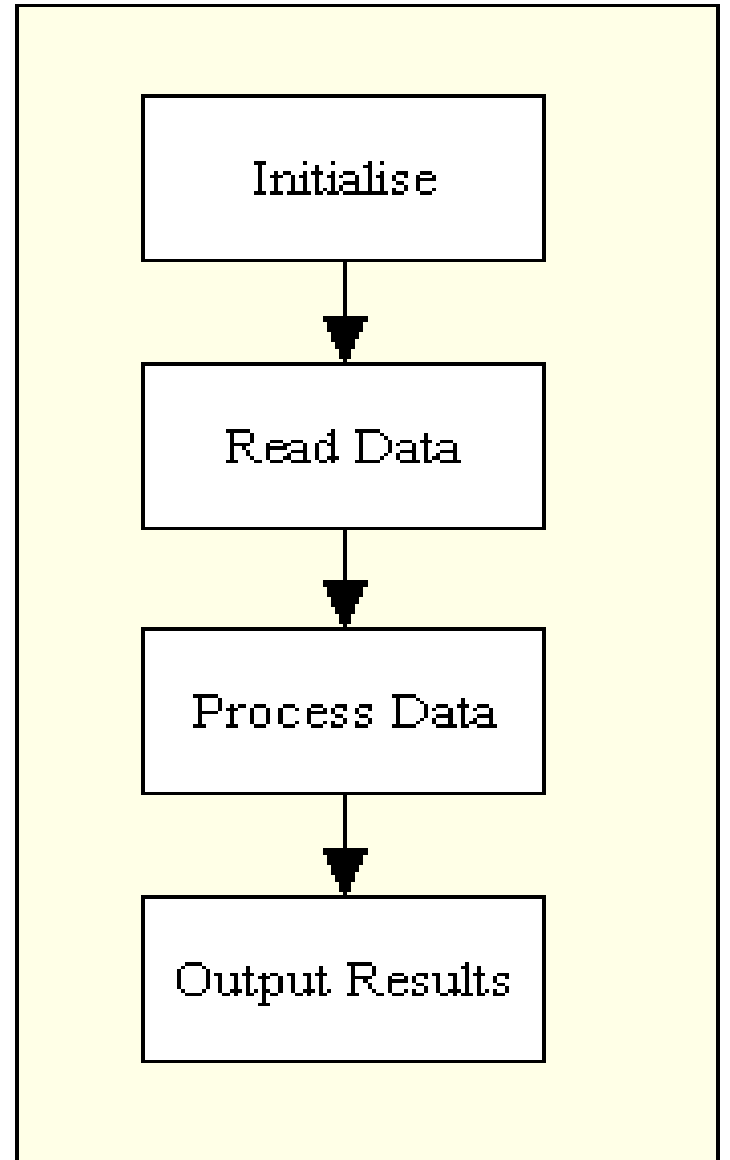 Initialise
Read Data
Process Data
Output Results